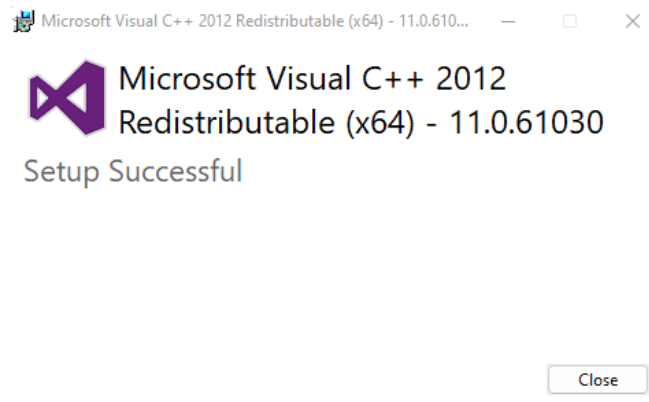 Microsoft Visual C++ 2012 Redistributable (x64) - 11.0.610...
Microsoft Visual C++ 2012
Redistributable (x64) - 11.0.61030
Setup Successful
Close